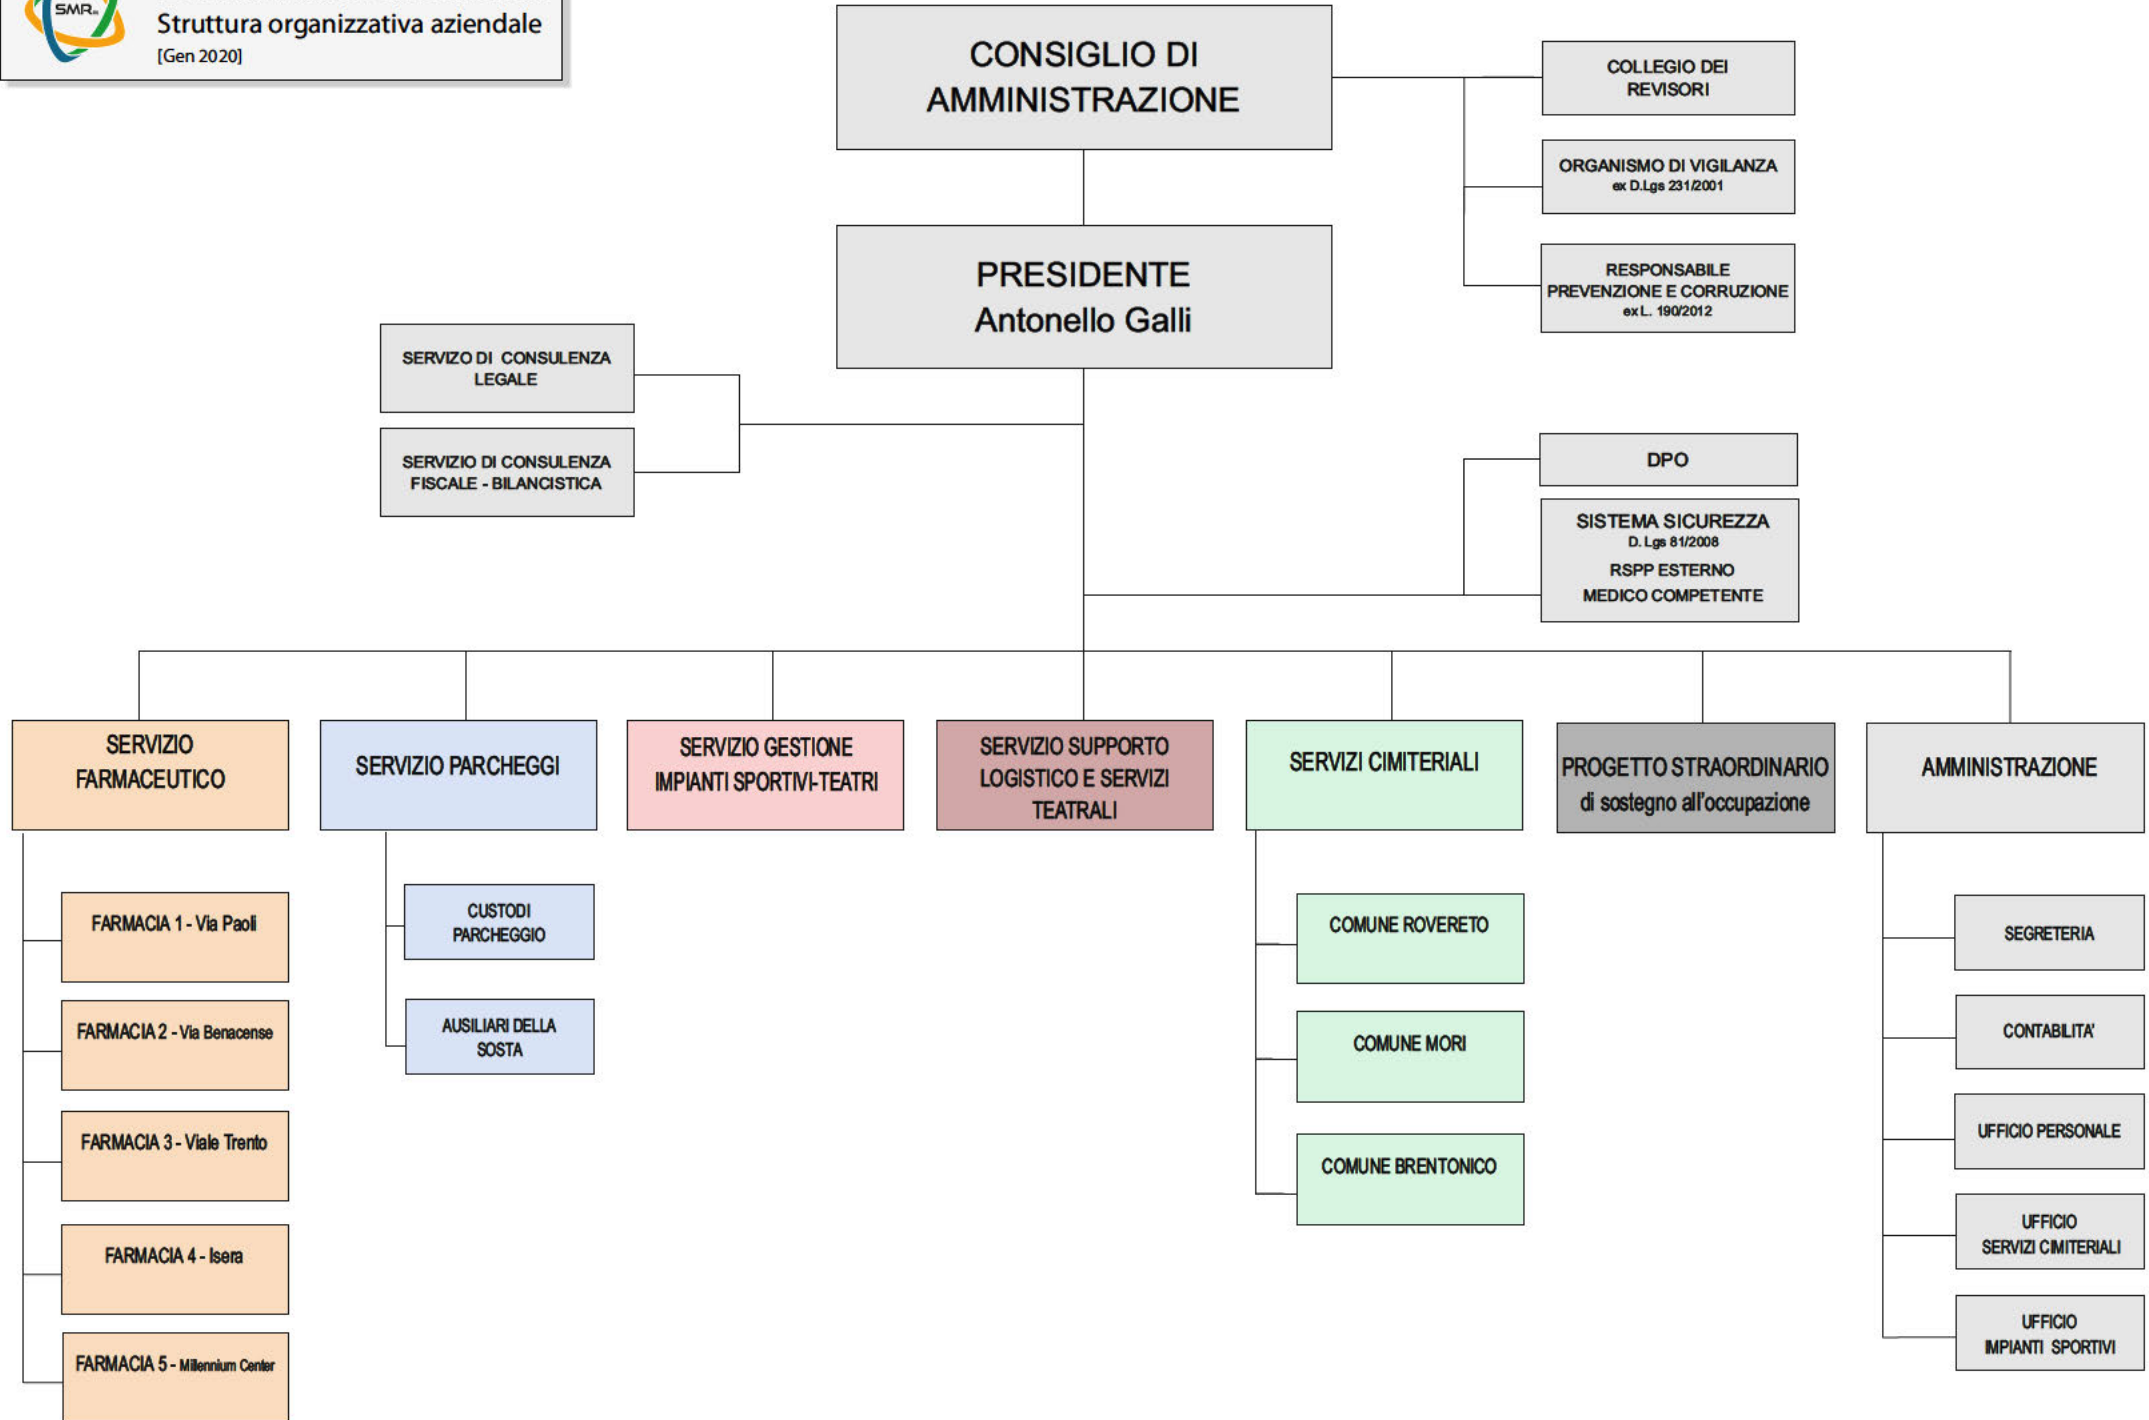 SMR
Struttura organizzativa aziendale
[Gen 2020]
CONSIGLIO DI
AMMINISTRAZIONE
COLLEGIO DEI
REVISORI
ORGANISMO DI VIGILANZA
ex D.Lgs 231/2001
RESPONSABILE
PREVENZIONE E CORRUZIONE
ex L. 190/2012
PRESIDENTE
Antonello Galli
SERVIZO DI CONSULENZA
LEGALE
SERVIZIO DI CONSULENZA
FISCALE - BILANCISTICA
DPO
SISTEMA SICUREZZA
D. Lgs 81/2008
RSPP ESTERNO
MEDICO COMPETENTE
SERVIZIO
FARMACEUTICO
SERVIZIO PARCHEGGI
SERVIZIO GESTIONE
IMPIANTI SPORTIVI-TEATRI
SERVIZIO SUPPORTO
LOGISTICO E SERVIZI
TEATRALI
SERVIZI CIMITERIALI
PROGETTO STRAORDINARIO
di sostegno all'occupazione
AMMINISTRAZIONE
FARMACIA 1 - Via Paoli
FARMACIA 2 - Via Benacense
FARMACIA 3 - Viale Trento
FARMACIA 4 - Isera
FARMACIA 5 - Millennium Center
CUSTODI
PARCHEGGIO
AUSILIARI DELLA
SOSTA
COMUNE ROVERETO
COMUNE MORI
COMUNE BRENTONICO
SEGRETERIA
CONTABILITA'
UFFICIO PERSONALE
UFFICIO
SERVIZI CIMITERIALI
UFFICIO
IMPIANTI SPORTIVI